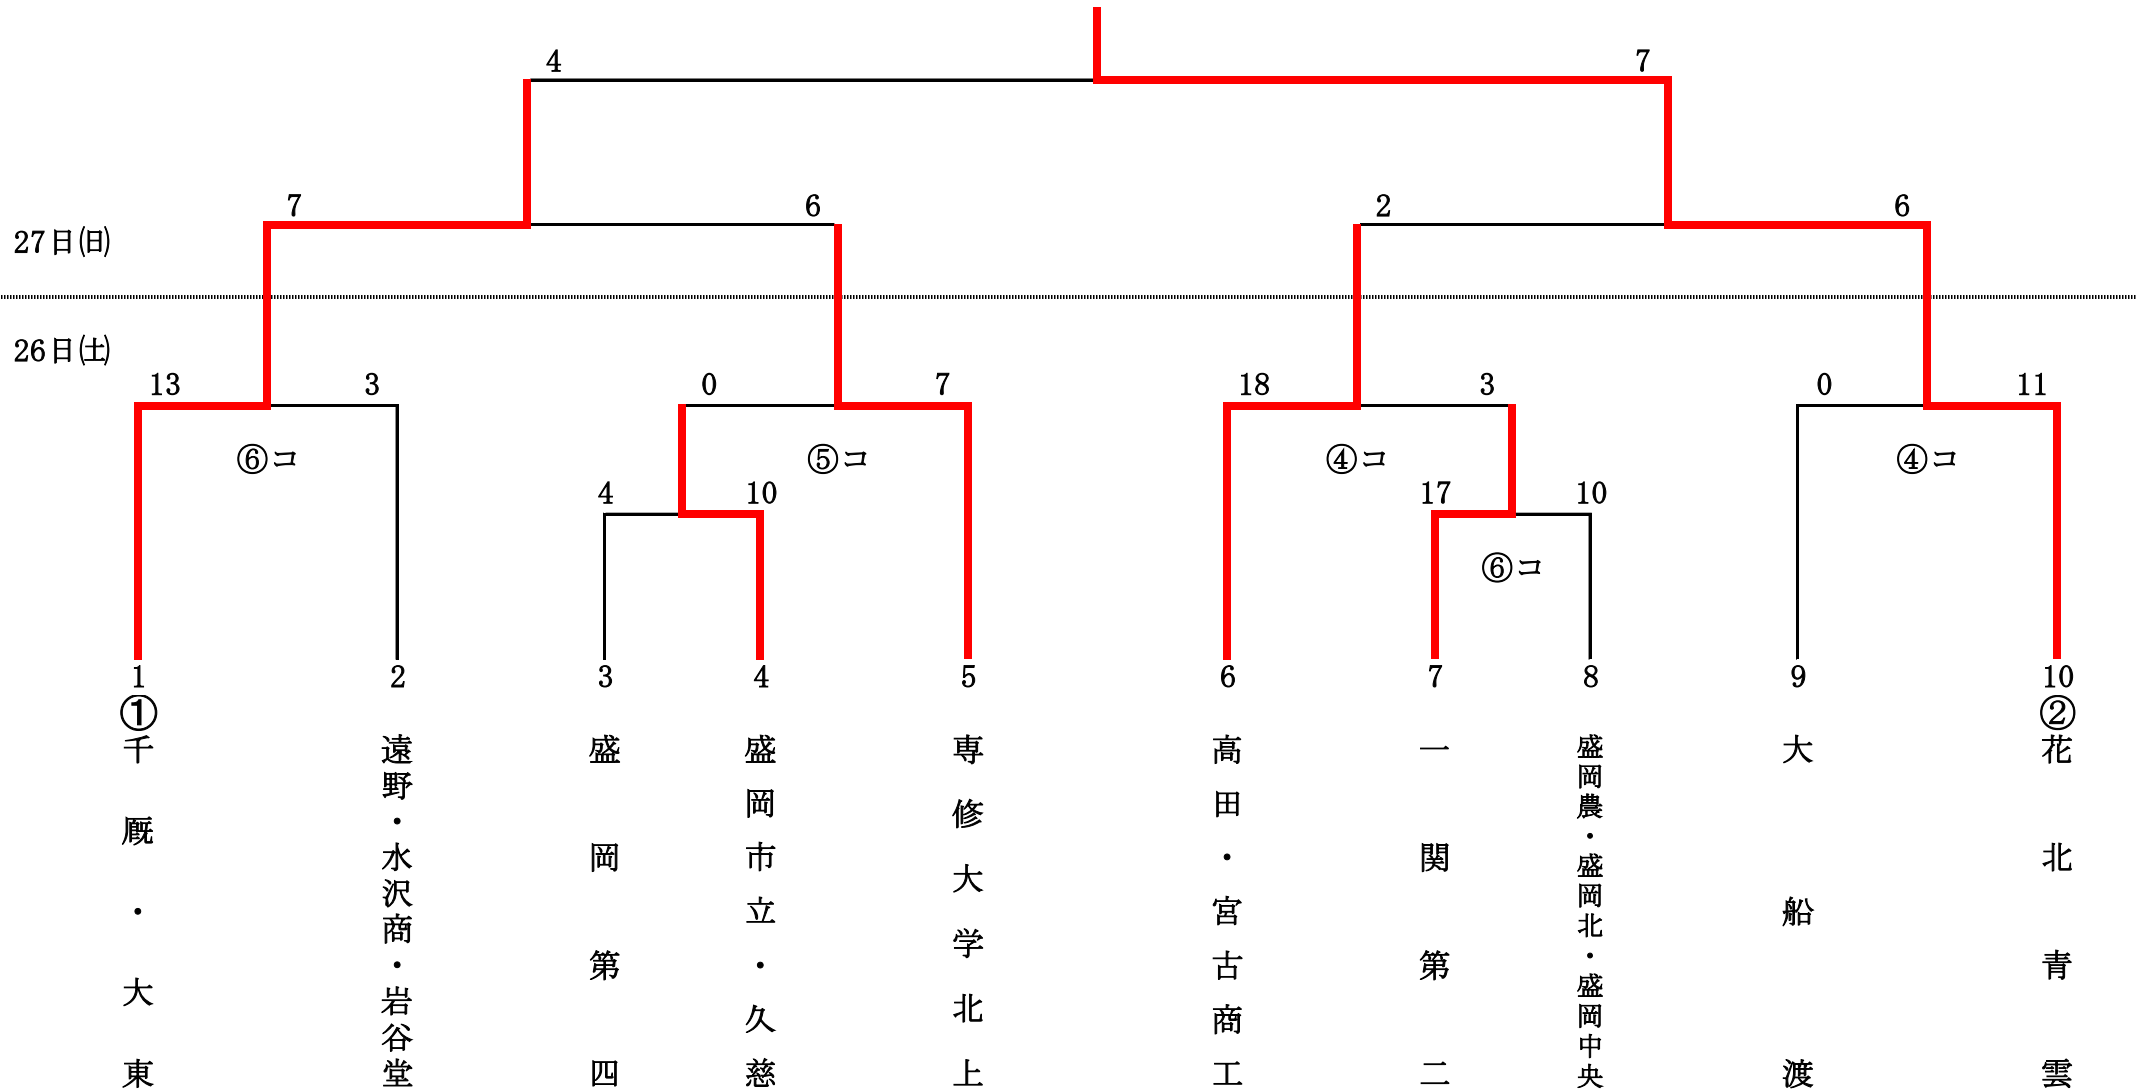 4 7
7 6 2 6
27日(日)
26日(土)
13 3 0 7 18 3 0 11
⑥コ ⑤コ ④コ ④コ
4 10 17 10
⑥コ
1 2 3 4 5 6 7 8 9 10
① ②
千厩・大東
遠野・水沢商・岩谷堂
盛岡第四
盛岡市立・久慈
専修大学北上
高田・宮古商工
一関第二
盛岡農・盛岡北・盛岡中央
大船渡
花北青雲